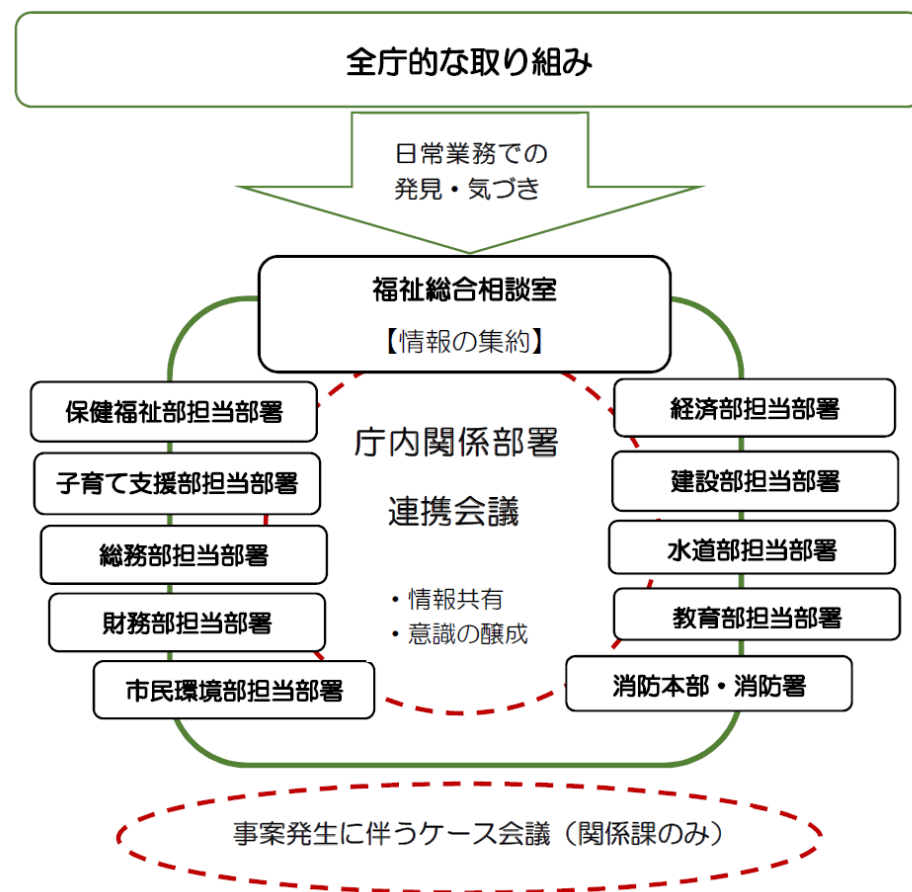 全庁的な取り組み
日常業務での
発見・気づき
福祉総合相談室
【情報の集約】
保健福祉部担当部署
子育て支援部担当部署
総務部担当部署
財務部担当部署
市民環境部担当部署
庁内関係部署
連携会議
・情報共有
・意識の醸成
経済部担当部署
建設部担当部署
水道部担当部署
教育部担当部署
消防本部・消防署
事案発生に伴うケース会議（関係課のみ）